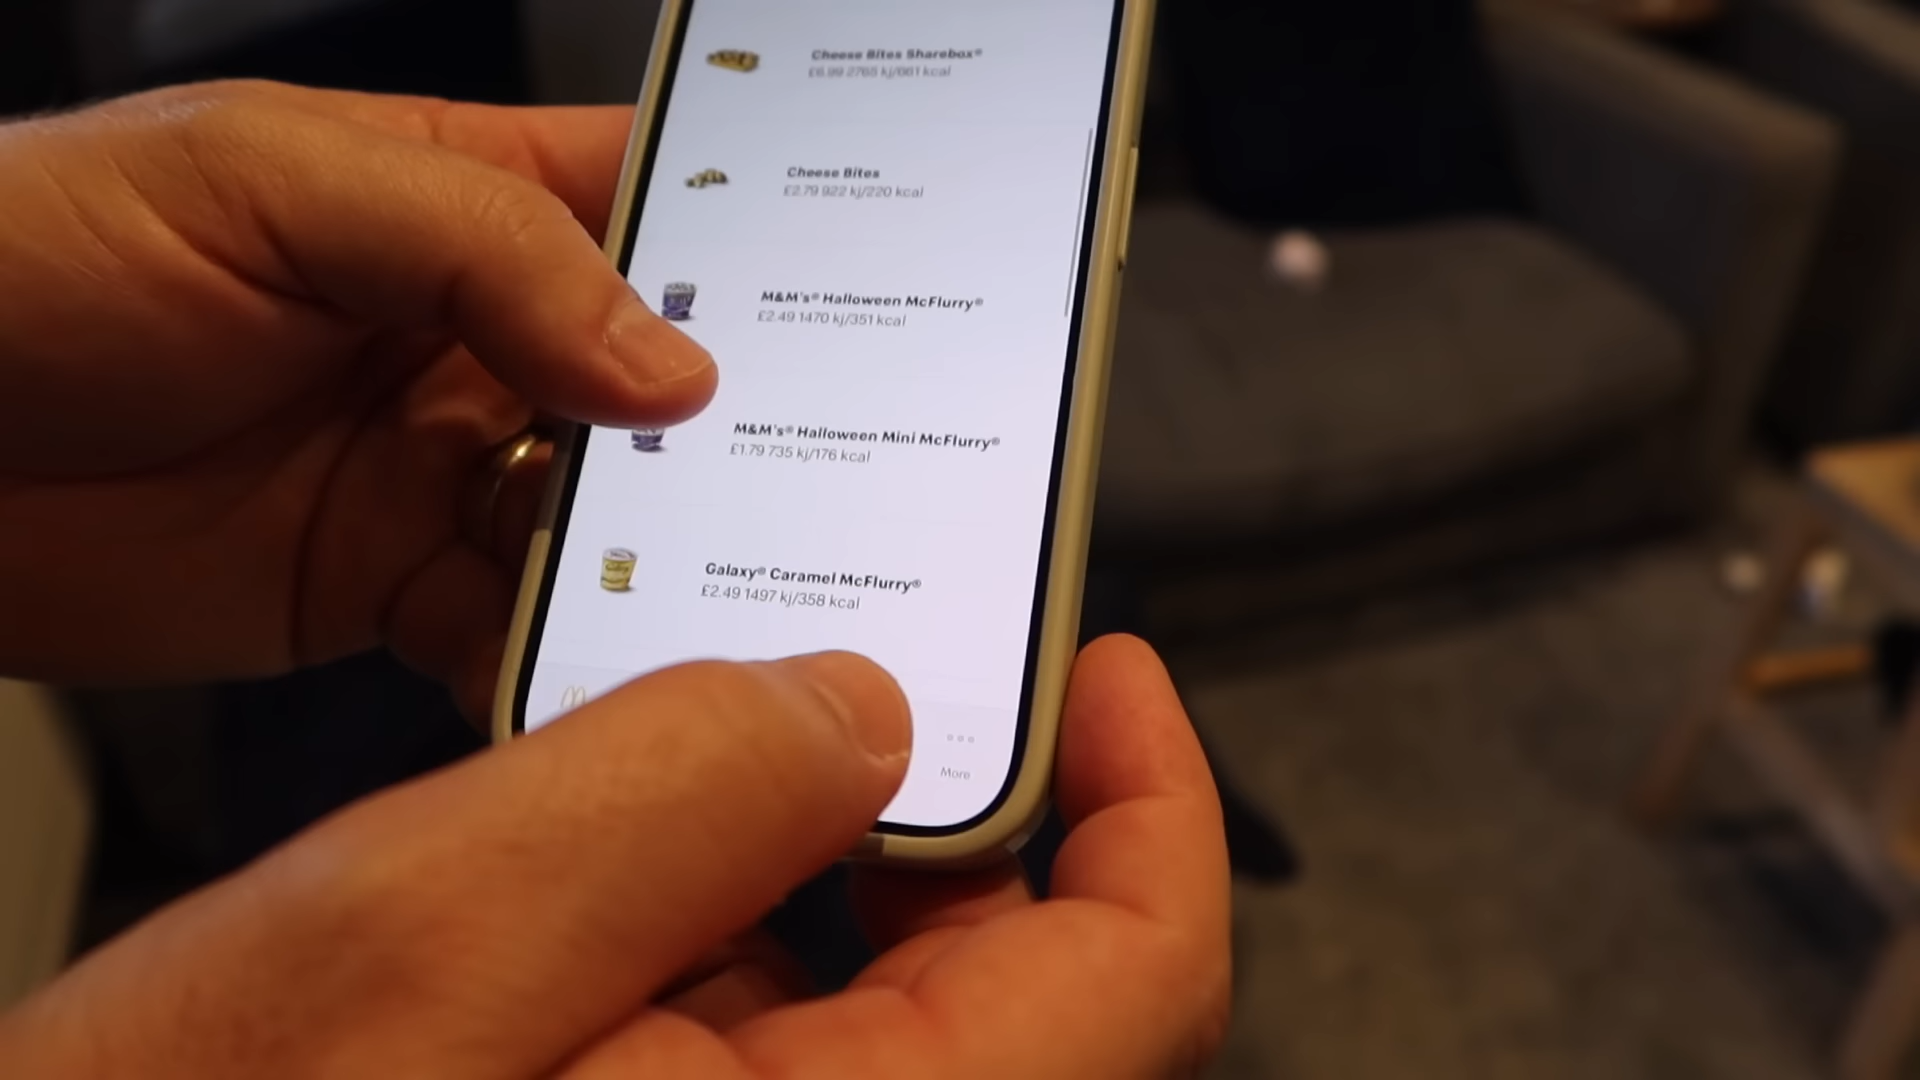 Cheese Bites Sharebox®
£6.99 2765 kj/661 kcal
Cheese Bites
£2.79 922 kj/220 kcal
M&M's® Halloween McFlurry®
£2.49 1470 kj/351 kcal
M&M's® Halloween Mini McFlurry®
£1.79 735 kj/176 kcal
Galaxy® Caramel McFlurry®
£2.49 1497 kj/358 kcal
More